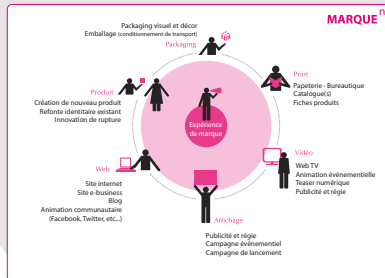 MARQUE
Packaging visuel et décor
Emballage (conditionnement de transport)
Packaging
Print
Papeterie - Bureautique
Catalogue(s)
Fiches produits
Produit
Création de nouveau produit
Refonte identitaire existant
Innovation de rupture
Expérience
de marque
Vidéo
Web TV
Animation événementielle
Teaser numérique
Publicité et régie
Web
Site internet
Site e-business
Blog
Animation communautaire
(Facebook, Twitter, etc...)
Affichage
Publicité et régie
Campagne événementiel
Campagne de lancement